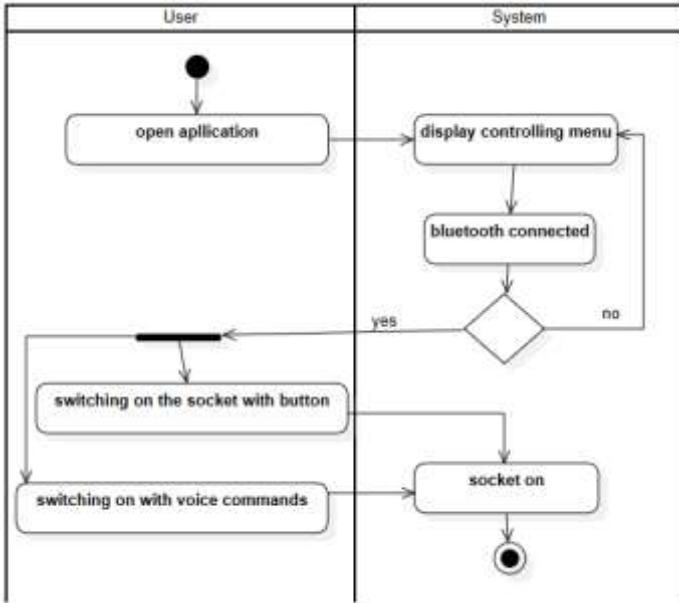 User
System
open apllication
display controlling menu
bluetooth connected
yes
no
switching on the socket with button
socket on
switching on with voice commands